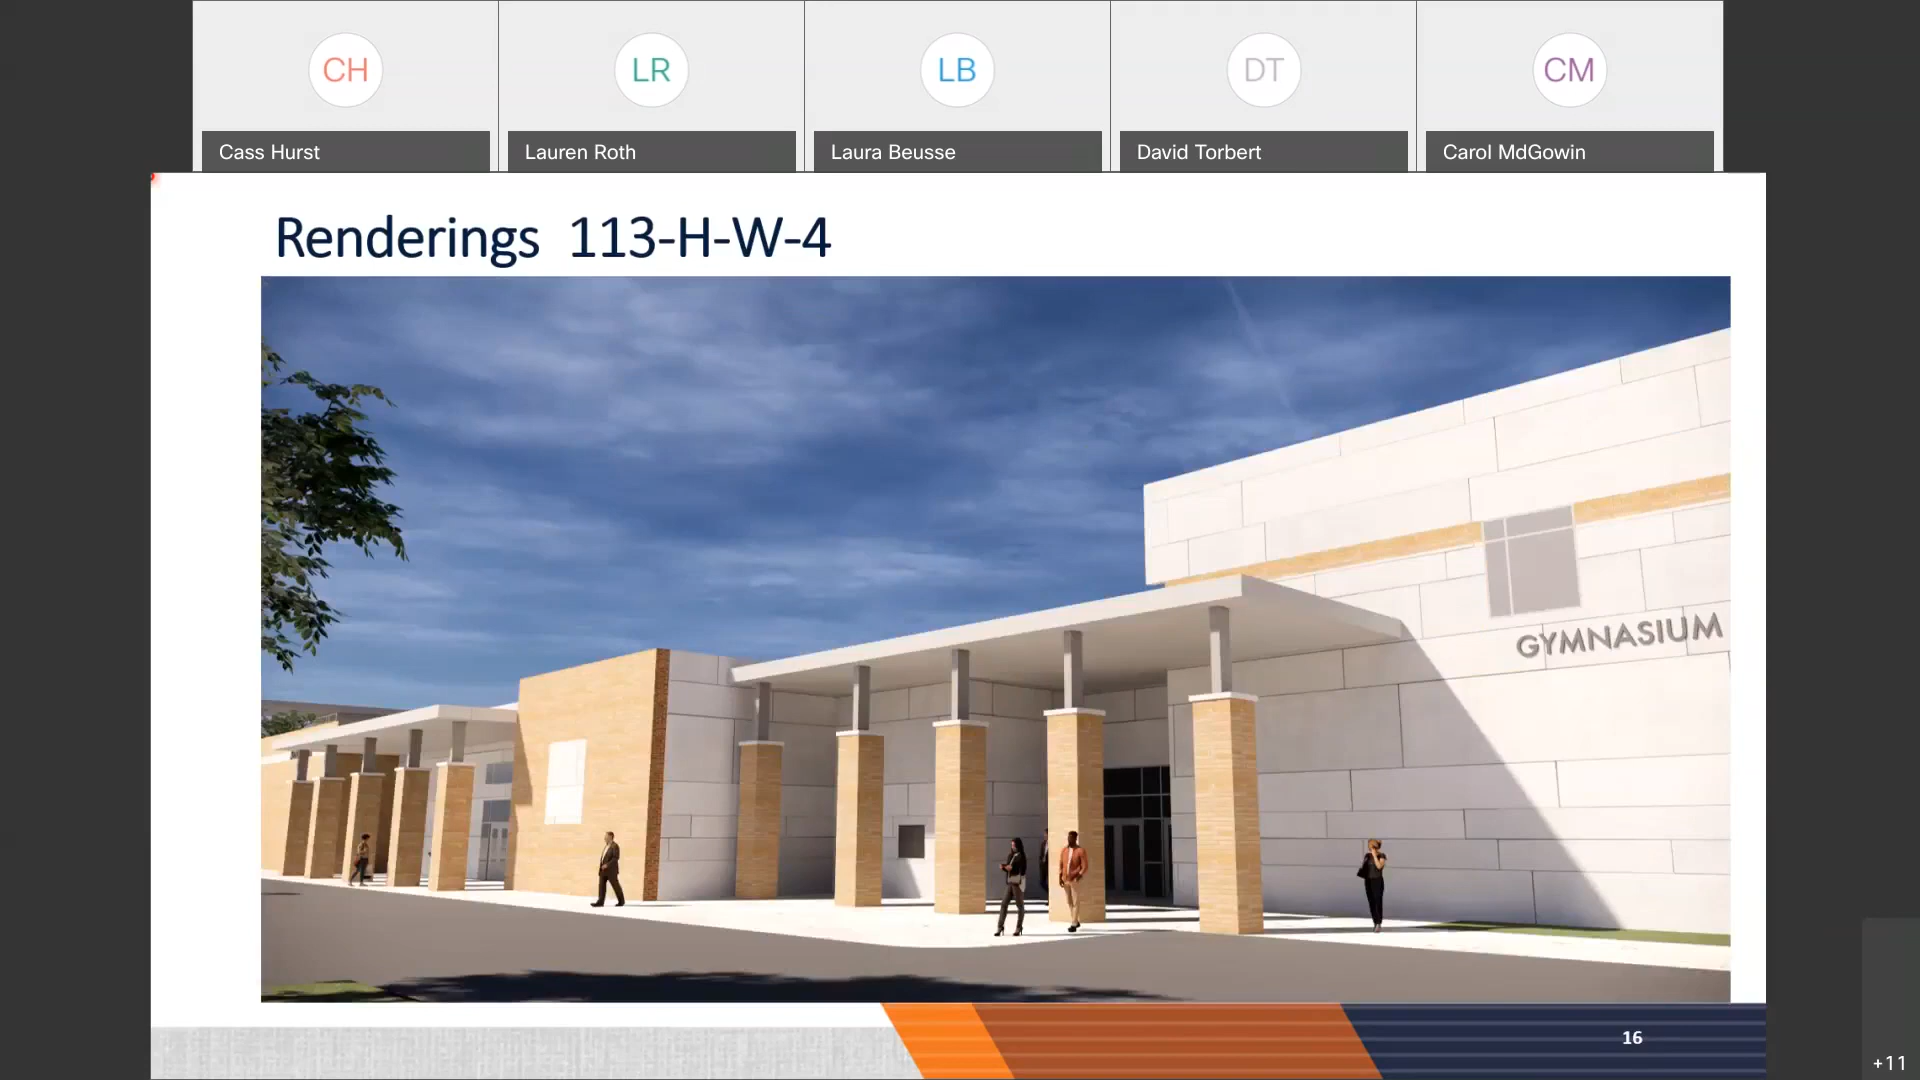 CH
LR
LB
DT
CM
Cass Hurst
Lauren Roth
Laura Beusse
David Torbert
Carol MdGowin
Renderings 113-H-W-4
GYMNASIUM
16
+11